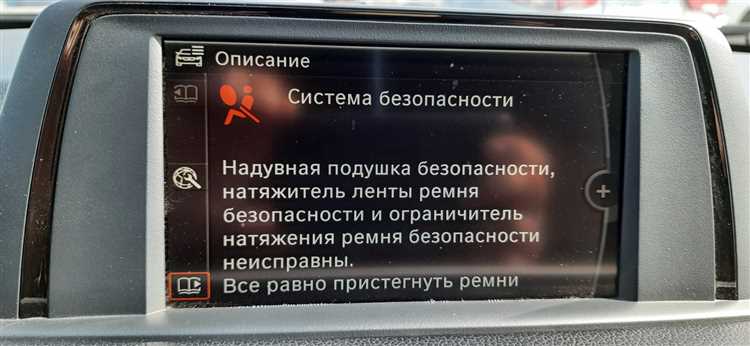 Описание
Система безопасности
Надувная подушка безопасности,
натяжитель ленты ремня
безопасности и ограничитель
натяжения ремня безопасности
неисправны.
Все равно пристегнуть ремни